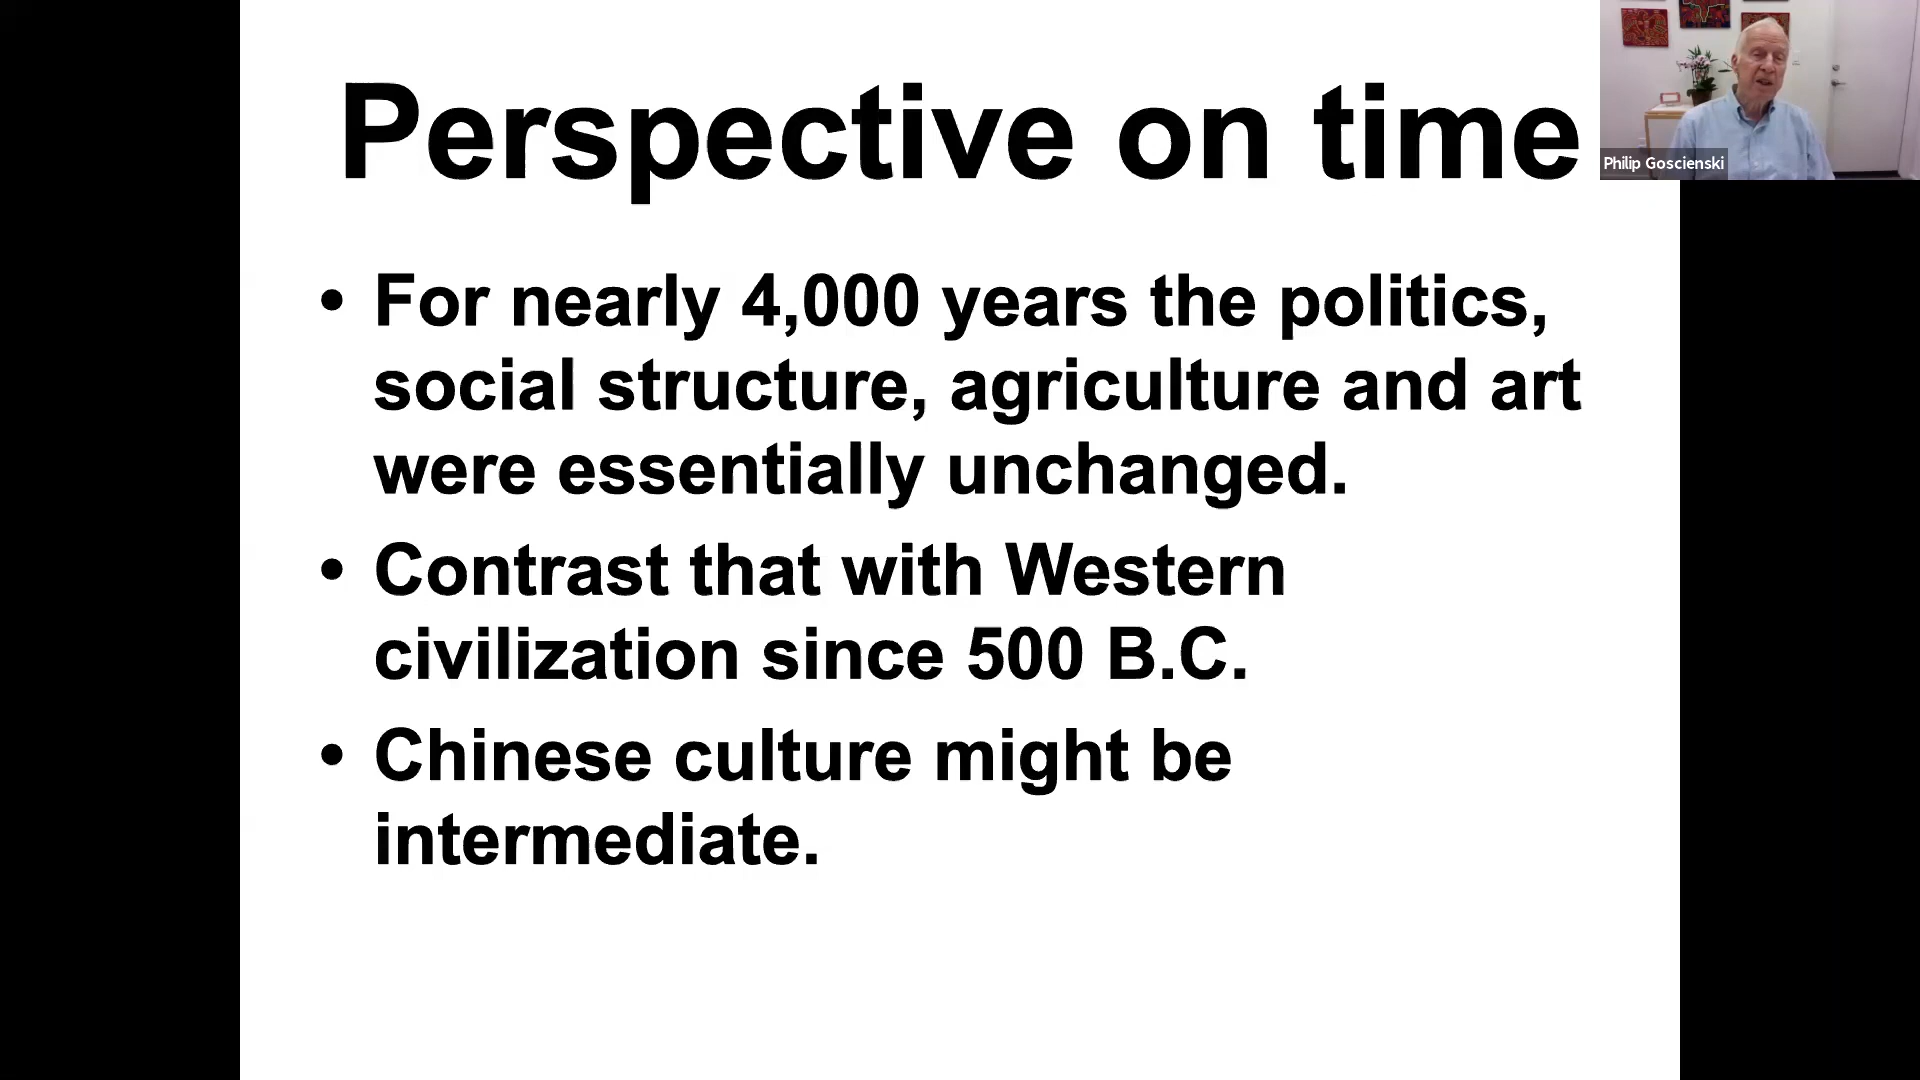 Perspective on time
Philip Goscienski
• For nearly 4,000 years the politics,
social structure, agriculture and art
were essentially unchanged.
• Contrast that with Western
civilization since 500 B.C.
• Chinese culture might be
intermediate.